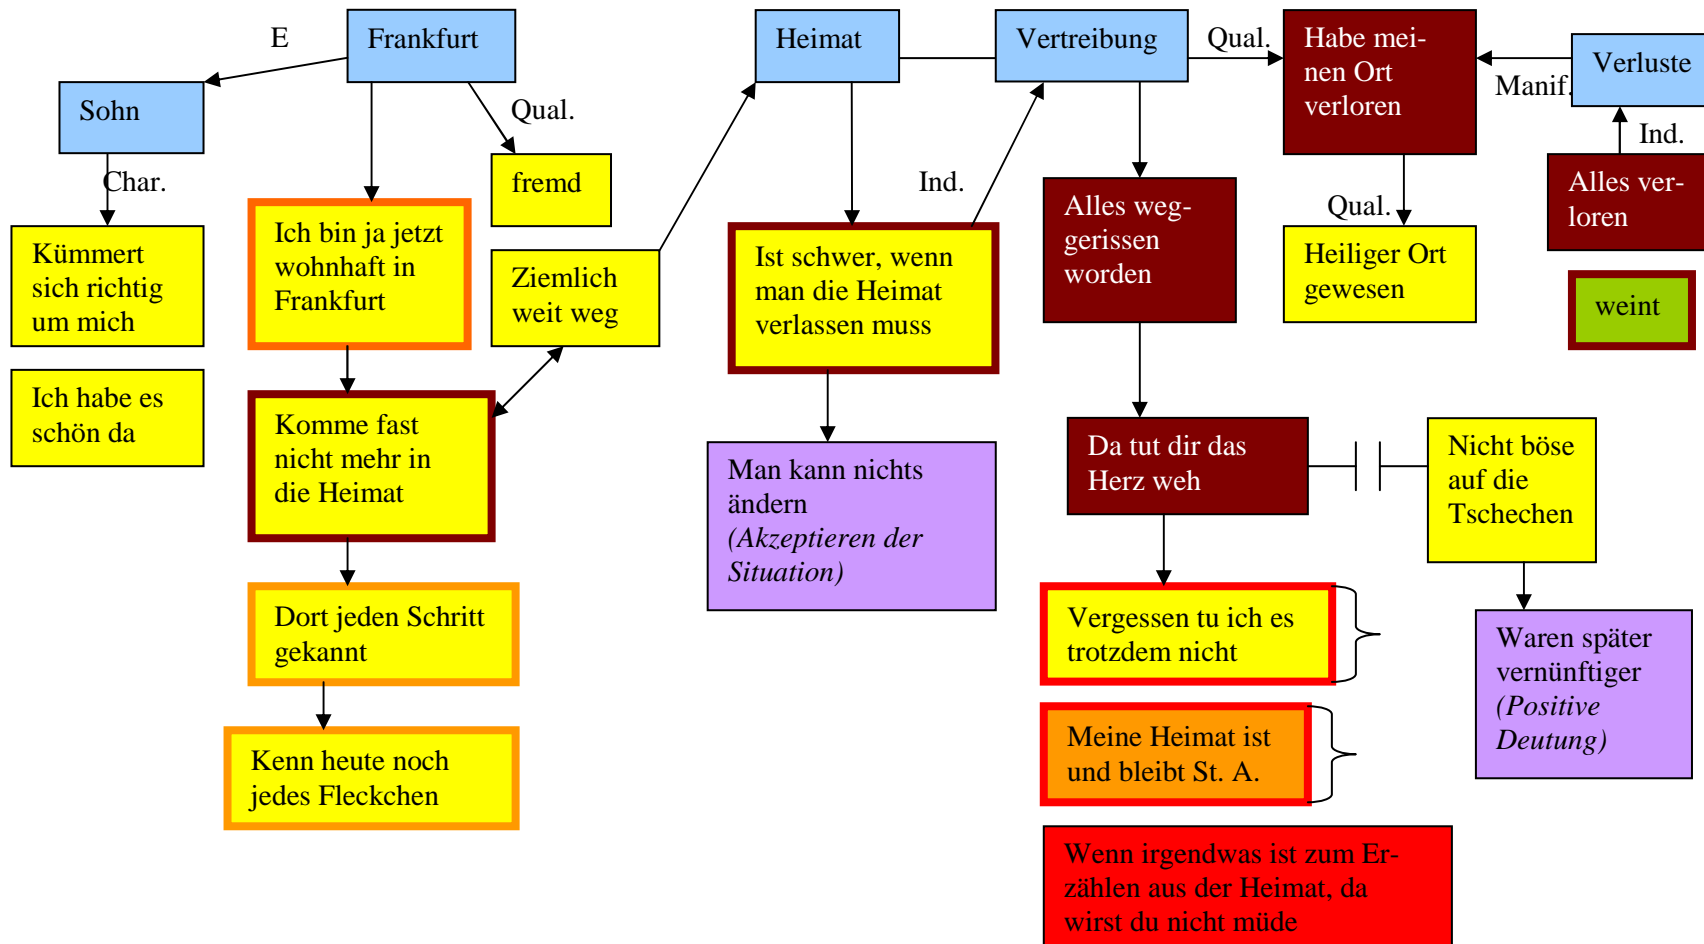 E
Frankfurt
Sohn
Char.
Kümmert
sich richtig
um mich
Ich habe es
schön da
Qual.
fremd
Ich bin ja jetzt
wohnhaft in
Frankfurt
Ziemlich
weit weg
Komme fast
nicht mehr in
die Heimat
Dort jeden Schritt
gekannt
Kenn heute noch
jedes Fleckchen
Heimat
Ist schwer, wenn
man die Heimat
verlassen muss
Man kann nichts
ändern
(Akzeptieren der
Situation)
Ind.
Vertreibung
Alles weg-
gerissen
worden
Da tut dir das
Herz weh
Vergessen tu ich es
trotzdem nicht
Meine Heimat ist
und bleibt St. A.
Wenn irgendwas ist zum Er-
zählen aus der Heimat, da
wirst du nicht müde
Qual.
Habe mei-
nen Ort
verloren
Qual.
Heiliger Ort
gewesen
Nicht böse
auf die
Tschechen
Waren später
vernünftiger
(Positive
Deutung)
Verluste
Manif.
Ind.
Alles ver-
loren
weint